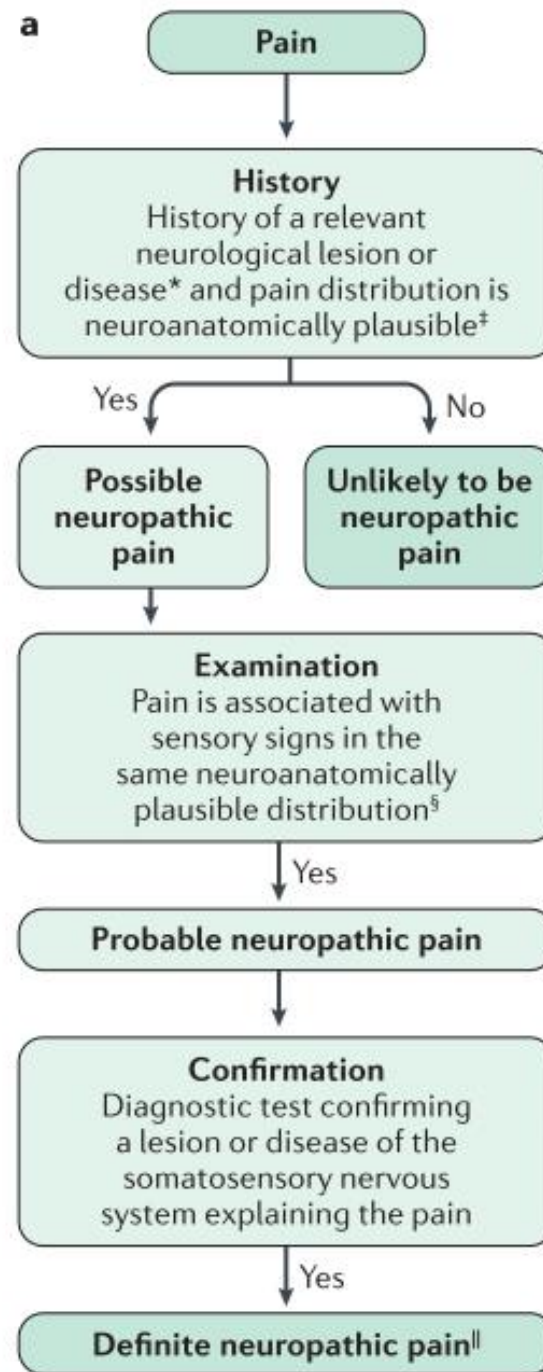 a
Pain
History
History of a relevant
neurological lesion or
disease* and pain distribution is
neuroanatomically plausible‡
Yes
No
Possible
neuropathic
pain
Unlikely to be
neuropathic
pain
Examination
Pain is associated with
sensory signs in the
same neuroanatomically
plausible distribution§
Yes
Probable neuropathic pain
Confirmation
Diagnostic test confirming
a lesion or disease of the
somatosensory nervous
system explaining the pain
Yes
Definite neuropathic pain||